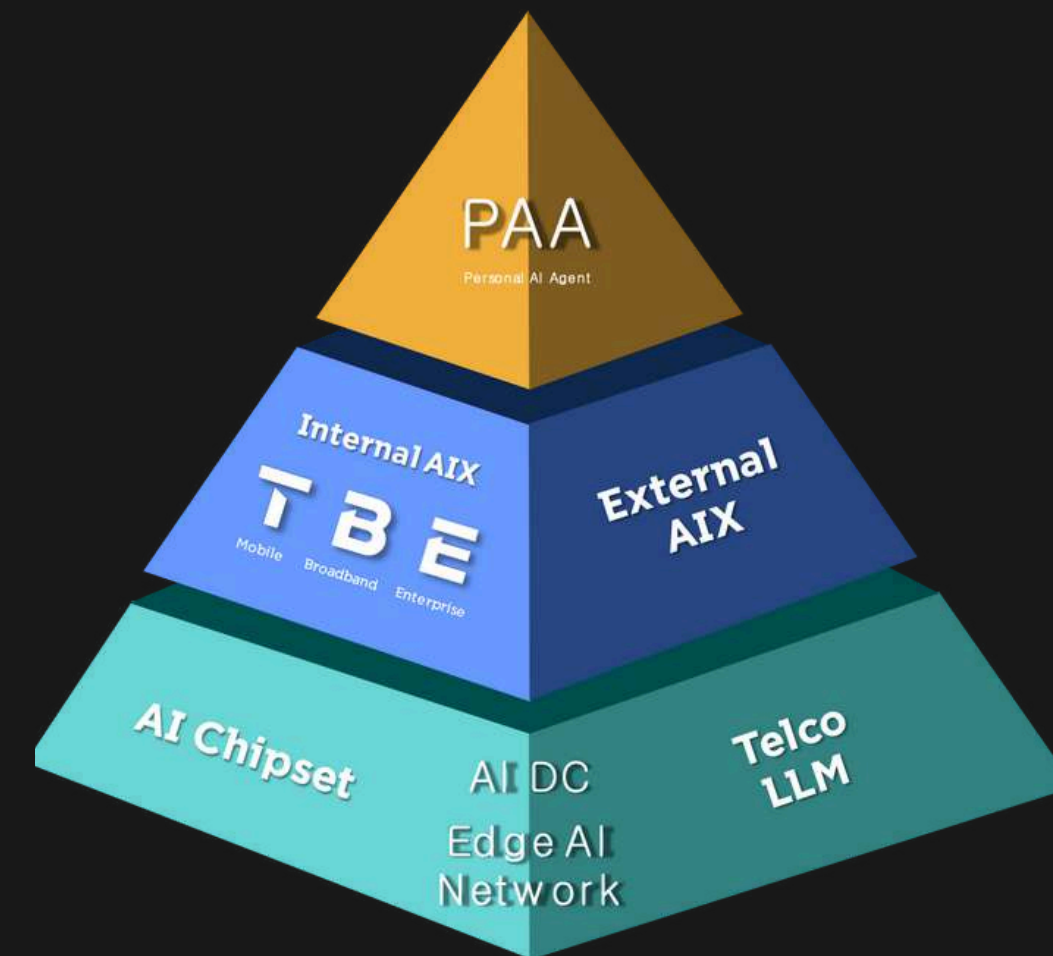 PAA
Personal AI Agent
Internal AIX
T B E
Mobile Broadband Enterprise
External
AIX
AI Chipset
AI DC
Edge AI
Network
Telco
LLM